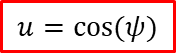 u = cos(ψ)